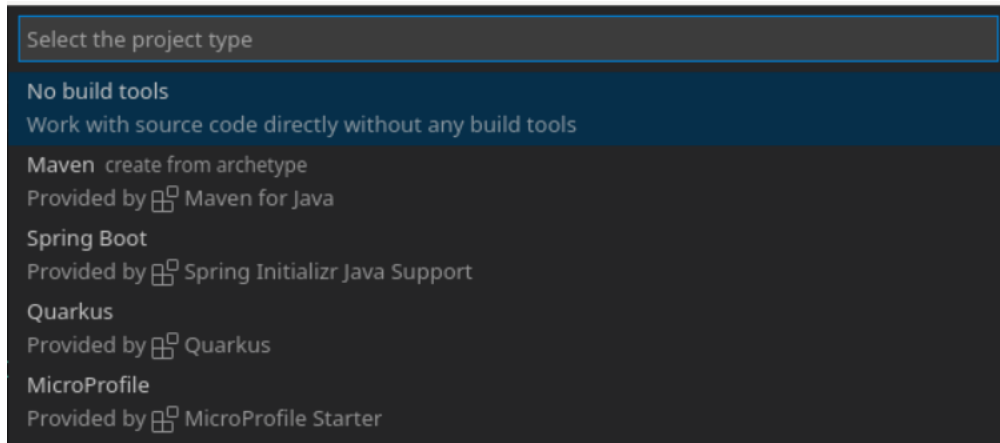 Select the project type
No build tools
Work with source code directly without any build tools
Maven create from archetype
Provided by Maven for Java
Spring Boot
Provided by Spring Initializr Java Support
Quarkus
Provided by Quarkus
MicroProfile
Provided by MicroProfile Starter